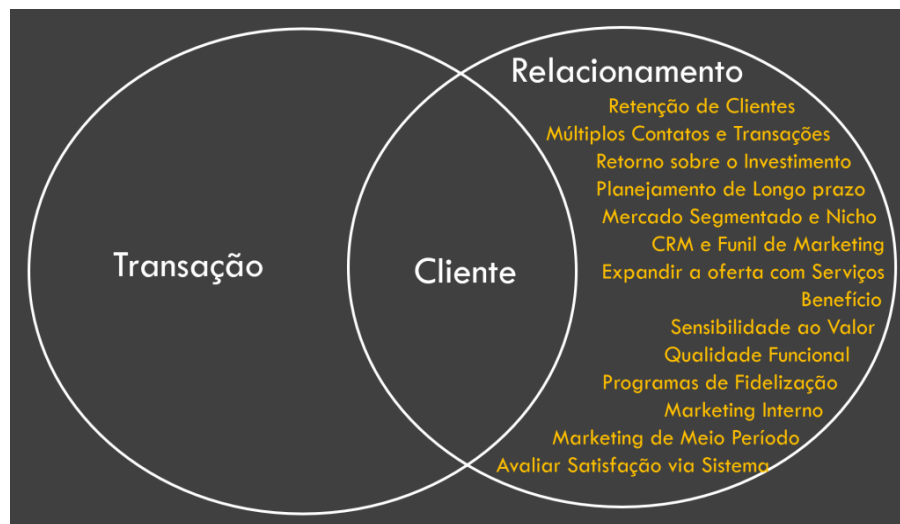 Relacionamento
Retenção de Clientes
Múltiplos Contatos e Transações
Retorno sobre o Investimento
Planejamento de Longo prazo
Mercado Segmentado e Nicho
CRM e Funil de Marketing
Transação
Cliente
Expandir a oferta com Serviços
Benefício
Sensibilidade ao Valor
Qualidade Funcional
Programas de Fidelização
Marketing Interno
Marketing de Meio Período
Avaliar Satisfação via Sistema